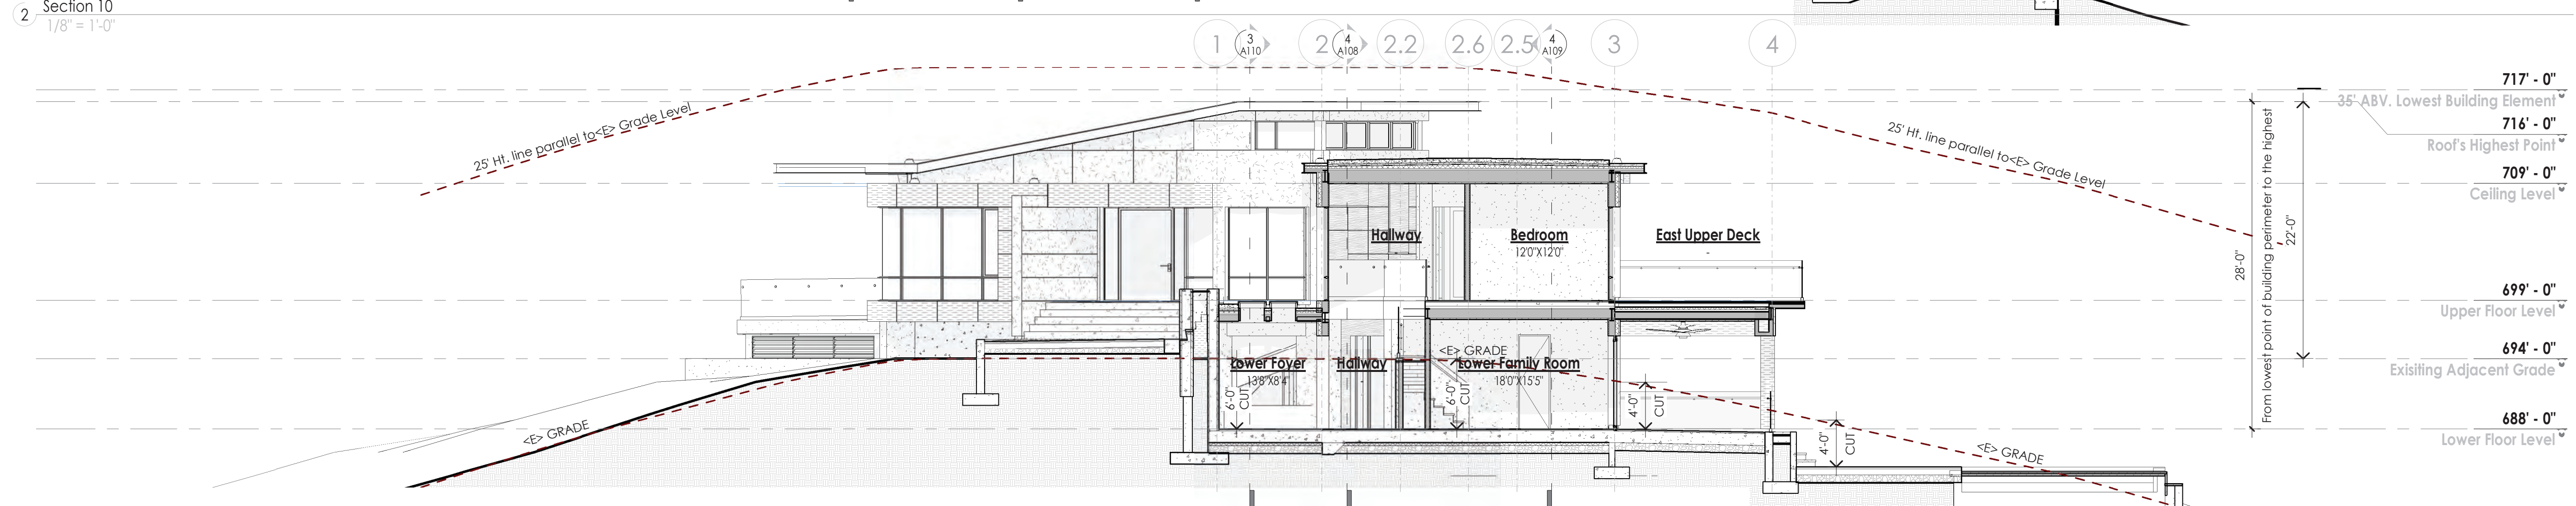 2
Section 10
1/8" = 1'-0"
1
3
A110
2
4
A108
2.2
2.6
2.5
4
A109
3
4
717' - 0"
35' ABV. Lowest Building Element
716' - 0"
Roof's Highest Point
709' - 0"
Ceiling Level
699' - 0"
Upper Floor Level
694' - 0"
Exisiting Adjacent Grade
688' - 0"
Lower Floor Level
25' Ht. line parallel to<E> Grade Level
25' Ht. line parallel to<E> Grade Level
Hallway
Bedroom
12'0"X12'0"
East Upper Deck
28'-0"
From lowest point of building perimeter to the highest
22'-0"
<E> GRADE
Lower Foyer
13'8"X8'4"
Hallway
Lower Family Room
18'0"X15'5"
6'-0"
CUT
6'-0"
CUT
4'-0"
CUT
4'-0"
CUT
<E> GRADE
<E> GRADE